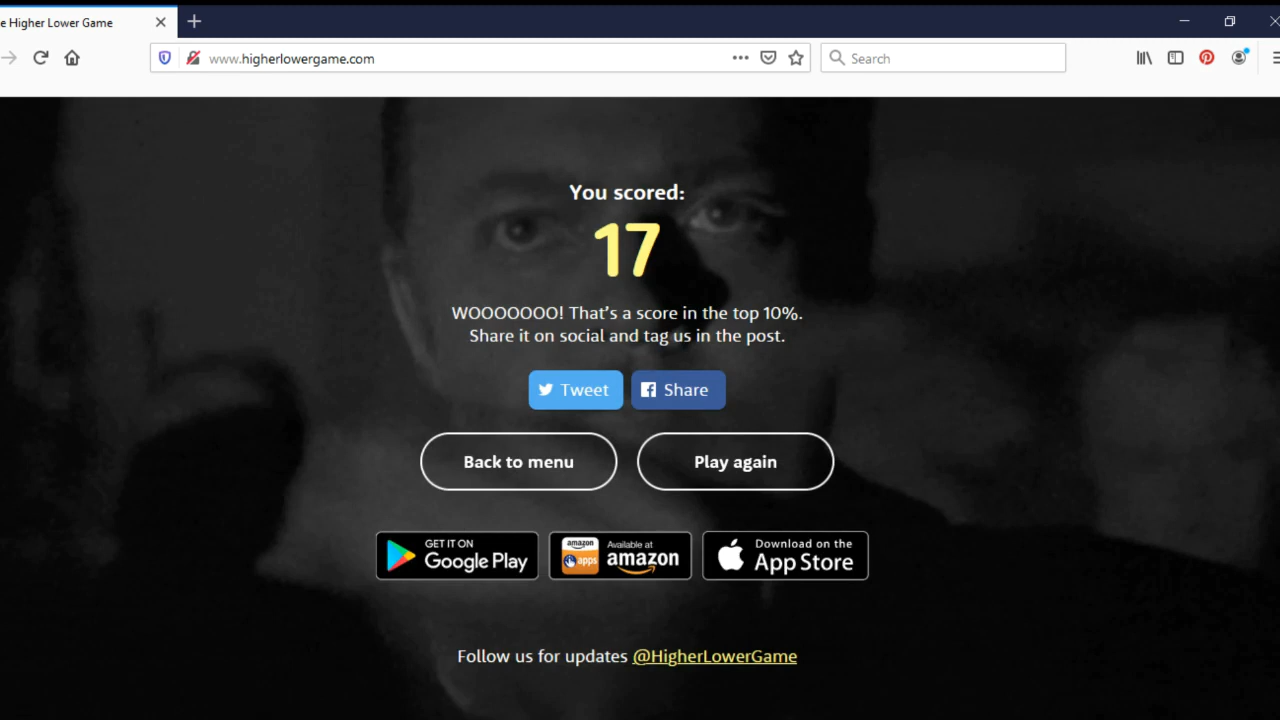 e Higher Lower Game
www.higherlowergame.com
Search
You scored:
17
WOOOOOOO! That's a score in the top 10%.
Share it on social and tag us in the post.
Tweet
Share
Back to menu
Play again
GET IT ON
Google Play
amazon
apps
Available at
amazon
Download on the
App Store
Follow us for updates @HigherLowerGame